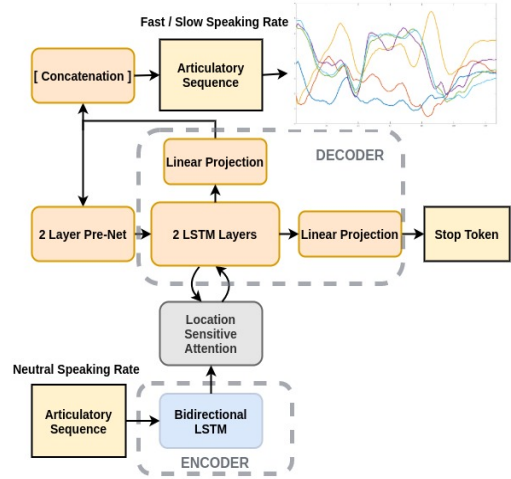 Fast / Slow Speaking Rate
[ Concatenation ]
Articulatory
Sequence
Linear Projection
DECODER
2 Layer Pre-Net
2 LSTM Layers
Linear Projection
Stop Token
Location
Sensitive
Attention
Neutral Speaking Rate
Articulatory
Sequence
Bidirectional
LSTM
ENCODER